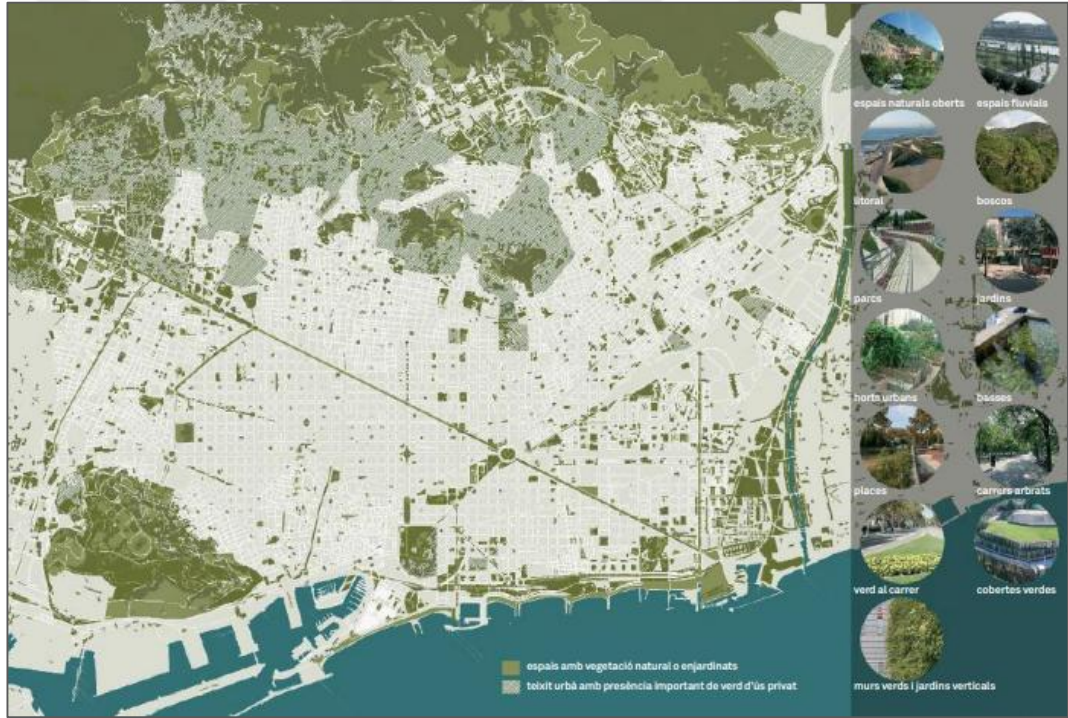 espais naturals oberts
espais fluvials
litoral
boscos
parcs
jardins
horts urbans
basses
places
carrers arbrats
verd al carrer
cobertes verdes
murs verds i jardins verticals
espais amb vegetació natural o enjardinats
teixit urbà amb presència important de verd d'ús privat